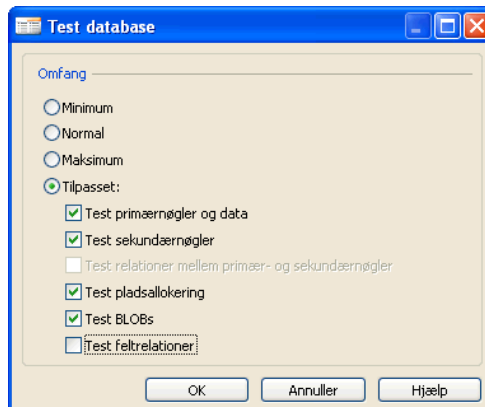 Test database
Omfang
Minimum
Normal
Maksimum
Tilpasset:
Test primærnøgler og data
Test sekundærnøgler
Test relationer mellem primær- og sekundærnøgler
Test pladsallokering
Test BLOBs
Test feltrelationer
OK Annuller Hjælp